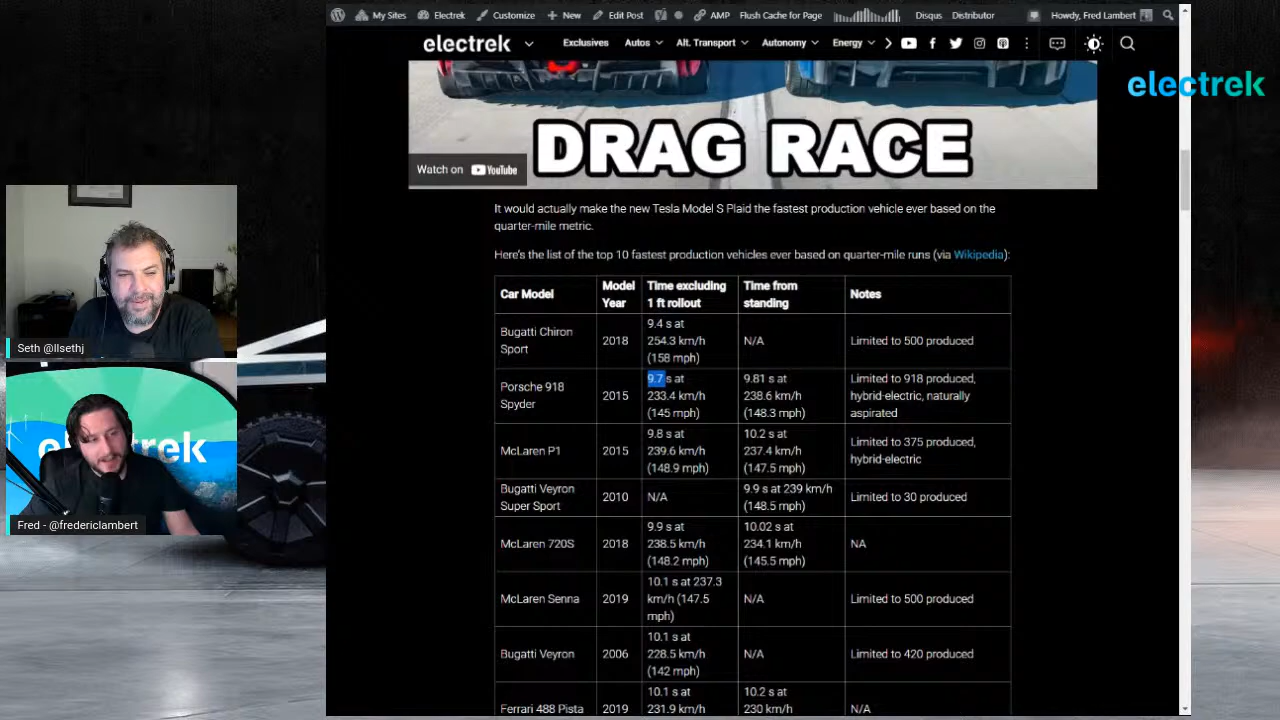 My Sites Electrek Customize New Edit Post AMP Flush Cache for Page Disqus Distributor Howdy, Fred Lambert
electrek Exclusives Autos Alt. Transport Autonomy Energy
electrek
DRAG RACE
Watch on YouTube
It would actually make the new Tesla Model S Plaid the fastest production vehicle ever based on the
quarter-mile metric.
Here's the list of the top 10 fastest production vehicles ever based on quarter-mile runs (via Wikipedia):
Car Model
Model
Year
Time excluding
1 ft rollout
Time from
standing
Notes
Bugatti Chiron
Sport
2018
9.4 s at
254.3 km/h
(158 mph)
N/A
Limited to 500 produced
Porsche 918
Spyder
2015
9.7 s at
233.4 km/h
(145 mph)
9.81 s at
238.6 km/h
(148.3 mph)
Limited to 918 produced,
hybrid-electric, naturally
aspirated
McLaren P1
2015
9.8 s at
239.6 km/h
(148.9 mph)
10.2 s at
237.4 km/h
(147.5 mph)
Limited to 375 produced,
hybrid-electric
Bugatti Veyron
Super Sport
2010
N/A
9.9 s at 239 km/h
(148.5 mph)
Limited to 30 produced
McLaren 720S
2018
9.9 s at
238.5 km/h
(148.2 mph)
10.02 s at
234.1 km/h
(145.5 mph)
NA
McLaren Senna
2019
10.1 s at 237.3
km/h (147.5
mph)
N/A
Limited to 500 produced
Bugatti Veyron
2006
10.1 s at
228.5 km/h
(142 mph)
N/A
Limited to 420 produced
Ferrari 488 Pista
2019
10.1 s at
231.9 km/h
10.2 s at
230 km/h
N/A
Seth @llsethj
Fred - @fredericlambert